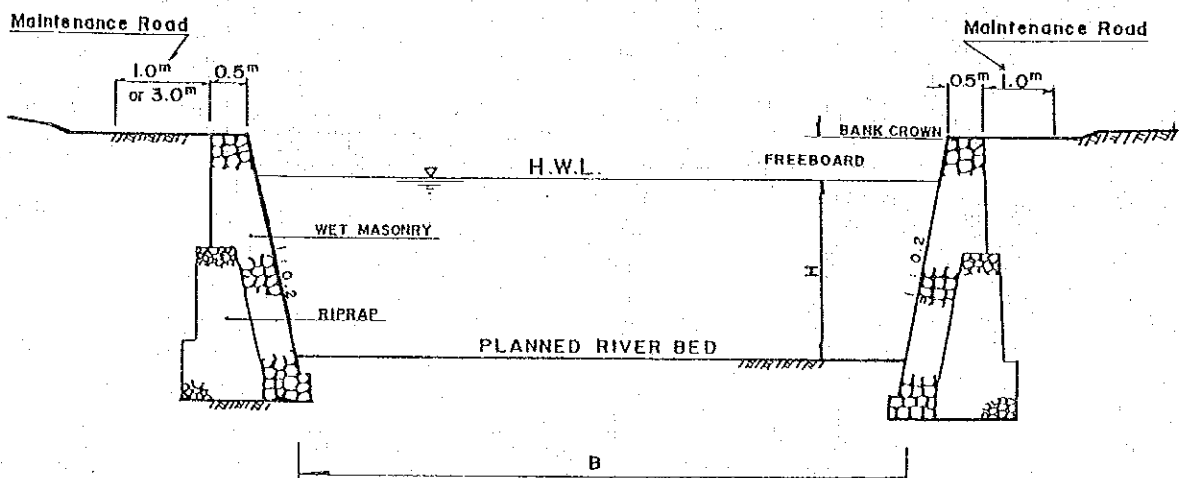 Maintenance Road
Maintenance Road
1.0m 0.5m
or 3.0m
0.5m 1.0m
BANK CROWN
FREEBOARD
H.W.L.
WET MASONRY
1 : 0.2
1 : 0.2
H
RIPRAP
PLANNED RIVER BED
B